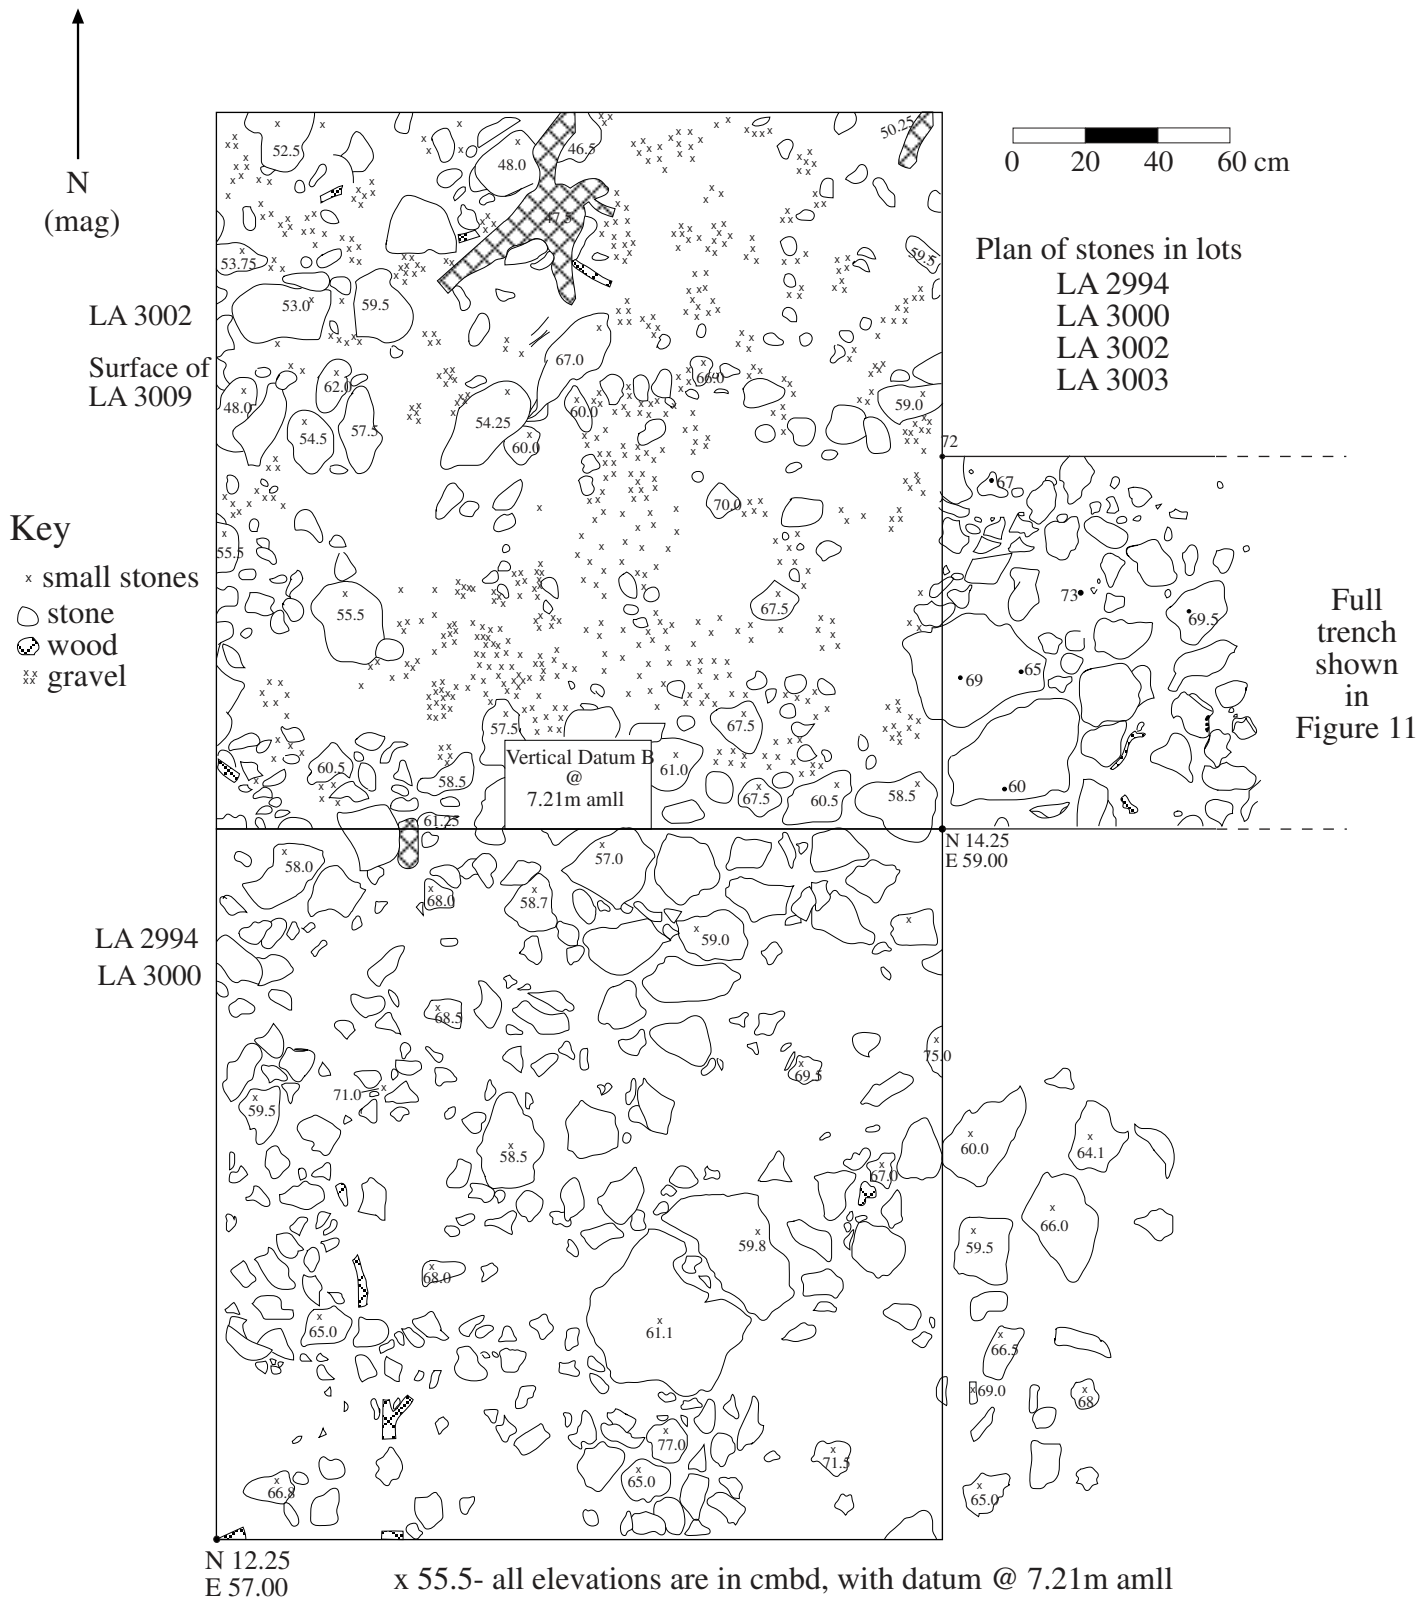 N
(mag)
0 20 40 60 cm
Plan of stones in lots
LA 2994
LA 3000
LA 3002
LA 3003
LA 3002
Surface of
LA 3009
Key
x small stones
stone
wood
gravel
Full
trench
shown
in
Figure 11
52.5
48.0
46.5
50.25
47.5
53.75
59.5
53.0
59.5
67.0
62.0
66.0
48.0
54.25
60.0
59.0
54.5
57.5
60.0
72
67
70.0
55.5
55.5
67.5
73
69.5
69
65
57.5
67.5
60.5
58.5
61.0
67.5
60.5
58.5
60
Vertical Datum B
@
7.21m amll
61.25
N 14.25
E 59.00
58.0
57.0
68.0
58.7
59.0
LA 2994
LA 3000
68.5
75.0
69.5
71.0
59.5
58.5
67.0
60.0
64.1
66.0
59.8
59.5
68.0
65.0
61.1
66.5
69.0
68
77.0
71.5
65.0
66.8
65.0
N 12.25
E 57.00
x 55.5- all elevations are in cmbd, with datum @ 7.21m amll